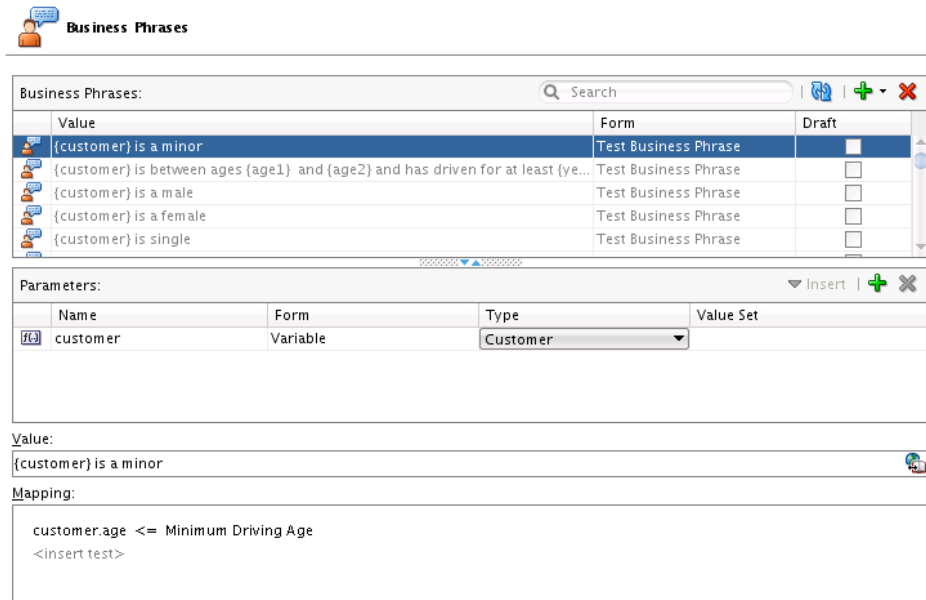 Business Phrases
Business Phrases:
Search
Value Form Draft
{customer} is a minor Test Business Phrase
{customer} is between ages {age1} and {age2} and has driven for at least {ye... Test Business Phrase
{customer} is a male Test Business Phrase
{customer} is a female Test Business Phrase
{customer} is single Test Business Phrase
Parameters:
Insert
Name Form Type Value Set
f(.) customer Variable Customer
Value:
{customer} is a minor
Mapping:
customer.age <= Minimum Driving Age
<insert test>